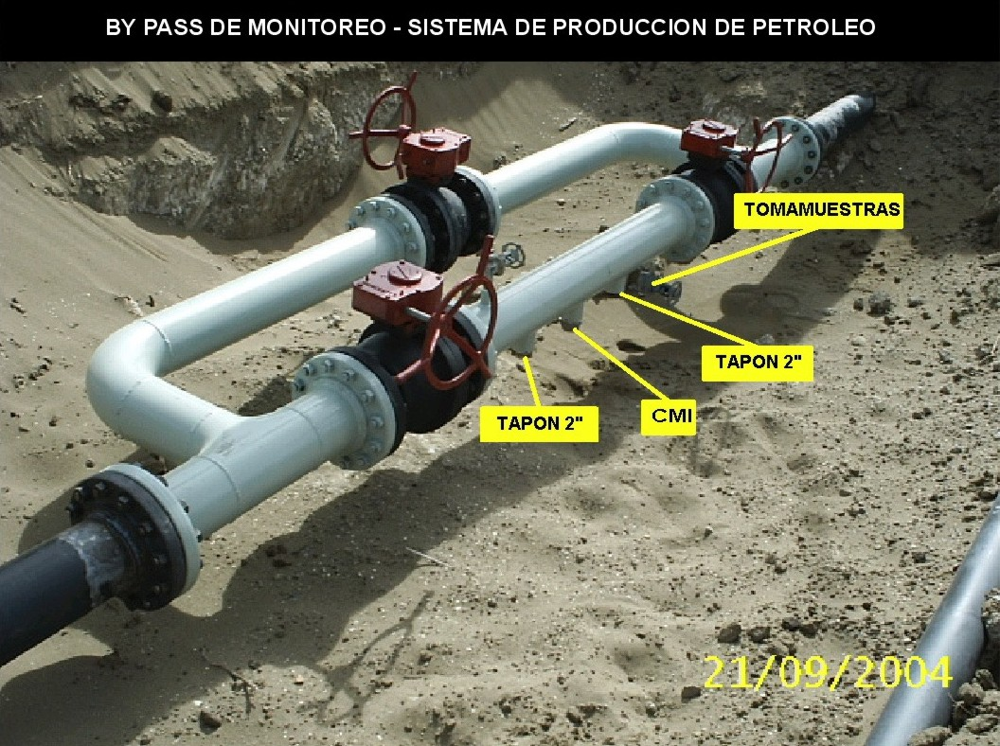 BY PASS DE MONITOREO - SISTEMA DE PRODUCCION DE PETROLEO
TOMAMUESTRAS
TAPON 2"
CMI
TAPON 2"
21/09/2004